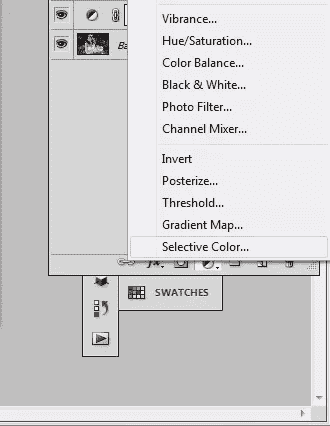 Vibrance...
Hue/Saturation...
Color Balance...
Ba
Black & White...
Photo Filter...
Channel Mixer...
Invert
Posterize...
Threshold...
Gradient Map...
Selective Color...
fx
SWATCHES